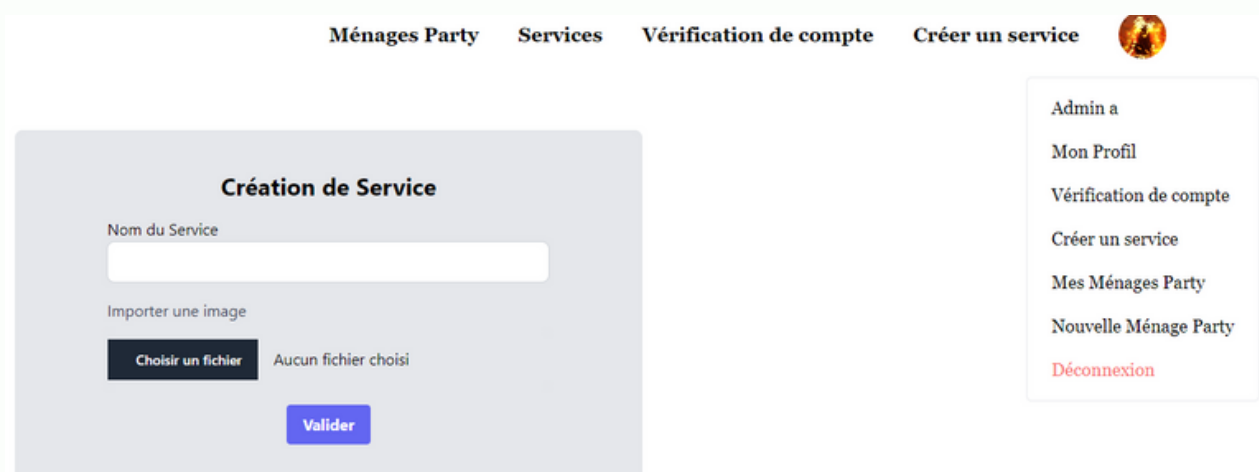 Ménages Party Services Vérification de compte Créer un service
Admin a
Mon Profil
Vérification de compte
Créer un service
Mes Ménages Party
Nouvelle Ménage Party
Déconnexion
Création de Service
Nom du Service
Importer une image
Choisir un fichier Aucun fichier choisi
Valider